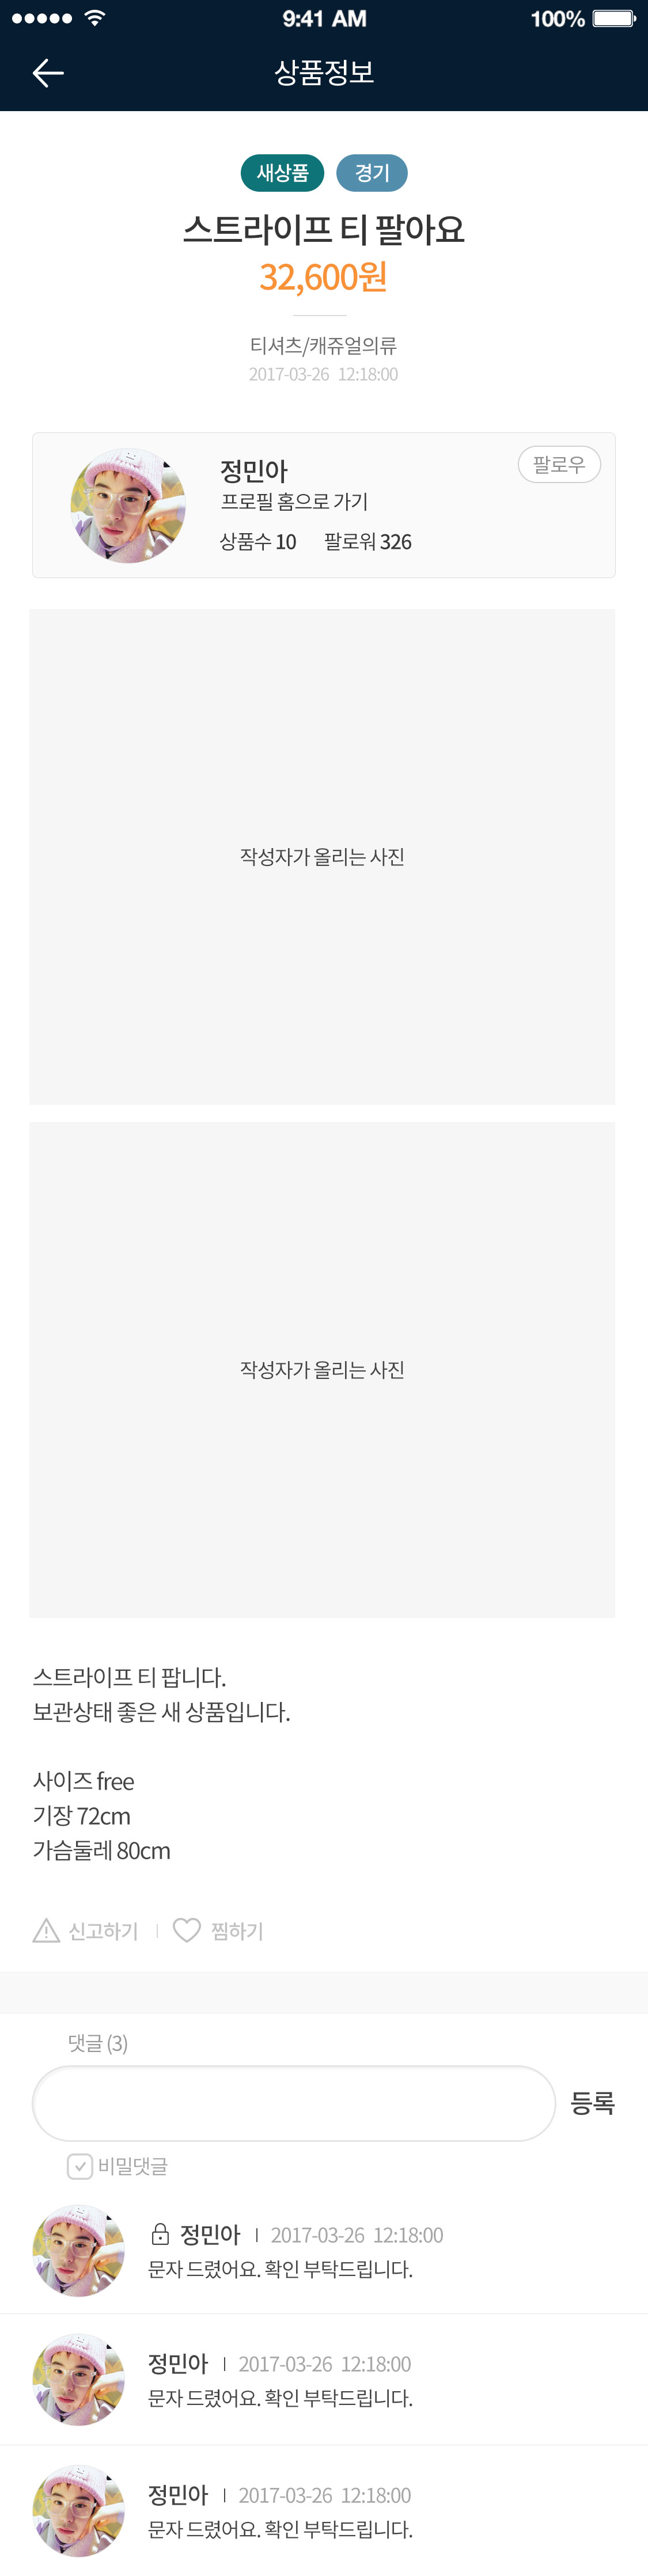 9:41 AM 100%
상품정보
새상품 경기
스트라이프 티 팔아요
32,600원
티셔츠/캐쥬얼의류
2017-03-26 12:18:00
정민아 팔로우
프로필 홈으로 가기
상품수 10 팔로워 326
작성자가 올리는 사진
작성자가 올리는 사진
스트라이프 티 팝니다.
보관상태 좋은 새 상품입니다.
사이즈 free
기장 72cm
가슴둘레 80cm
신고하기 찜하기
댓글 (3)
등록
비밀댓글
정민아 | 2017-03-26 12:18:00
문자 드렸어요. 확인 부탁드립니다.
정민아 | 2017-03-26 12:18:00
문자 드렸어요. 확인 부탁드립니다.
정민아 | 2017-03-26 12:18:00
문자 드렸어요. 확인 부탁드립니다.